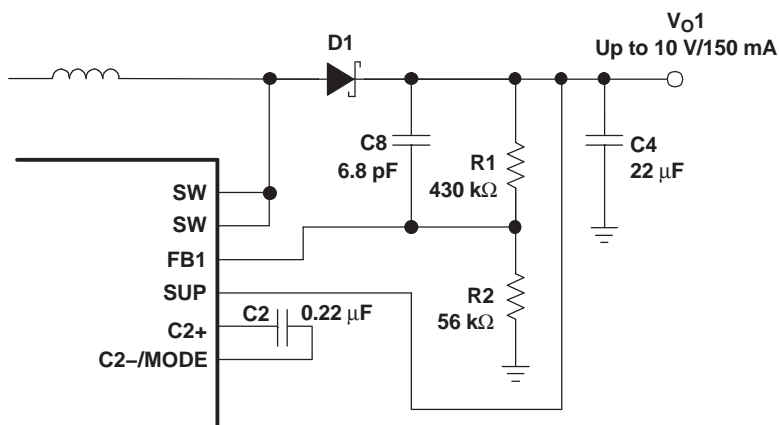 V_O1
Up to 10 V/150 mA
D1
C8
6.8 pF
R1
430 kΩ
C4
22 μF
SW
SW
FB1
SUP
C2+
C2–/MODE
C2 0.22 μF
R2
56 kΩ